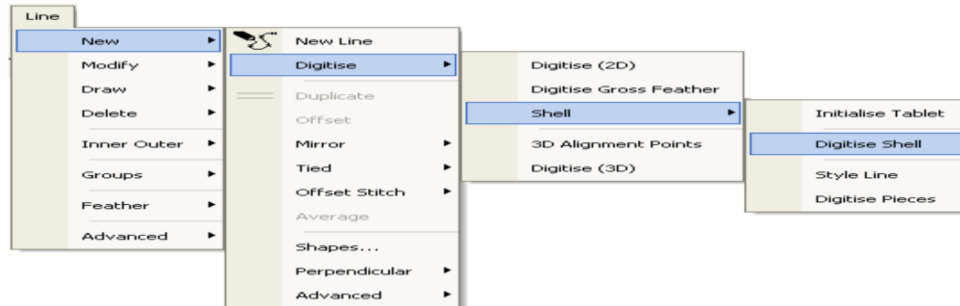 Line
New
Modify
Draw
Delete
Inner Outer
Groups
Feather
Advanced
New Line
Digitise
Duplicate
Offset
Mirror
Tied
Offset Stitch
Average
Shapes...
Perpendicular
Advanced
Digitise (2D)
Digitise Gross Feather
Shell
3D Alignment Points
Digitise (3D)
Initialise Tablet
Digitise Shell
Style Line
Digitise Pieces